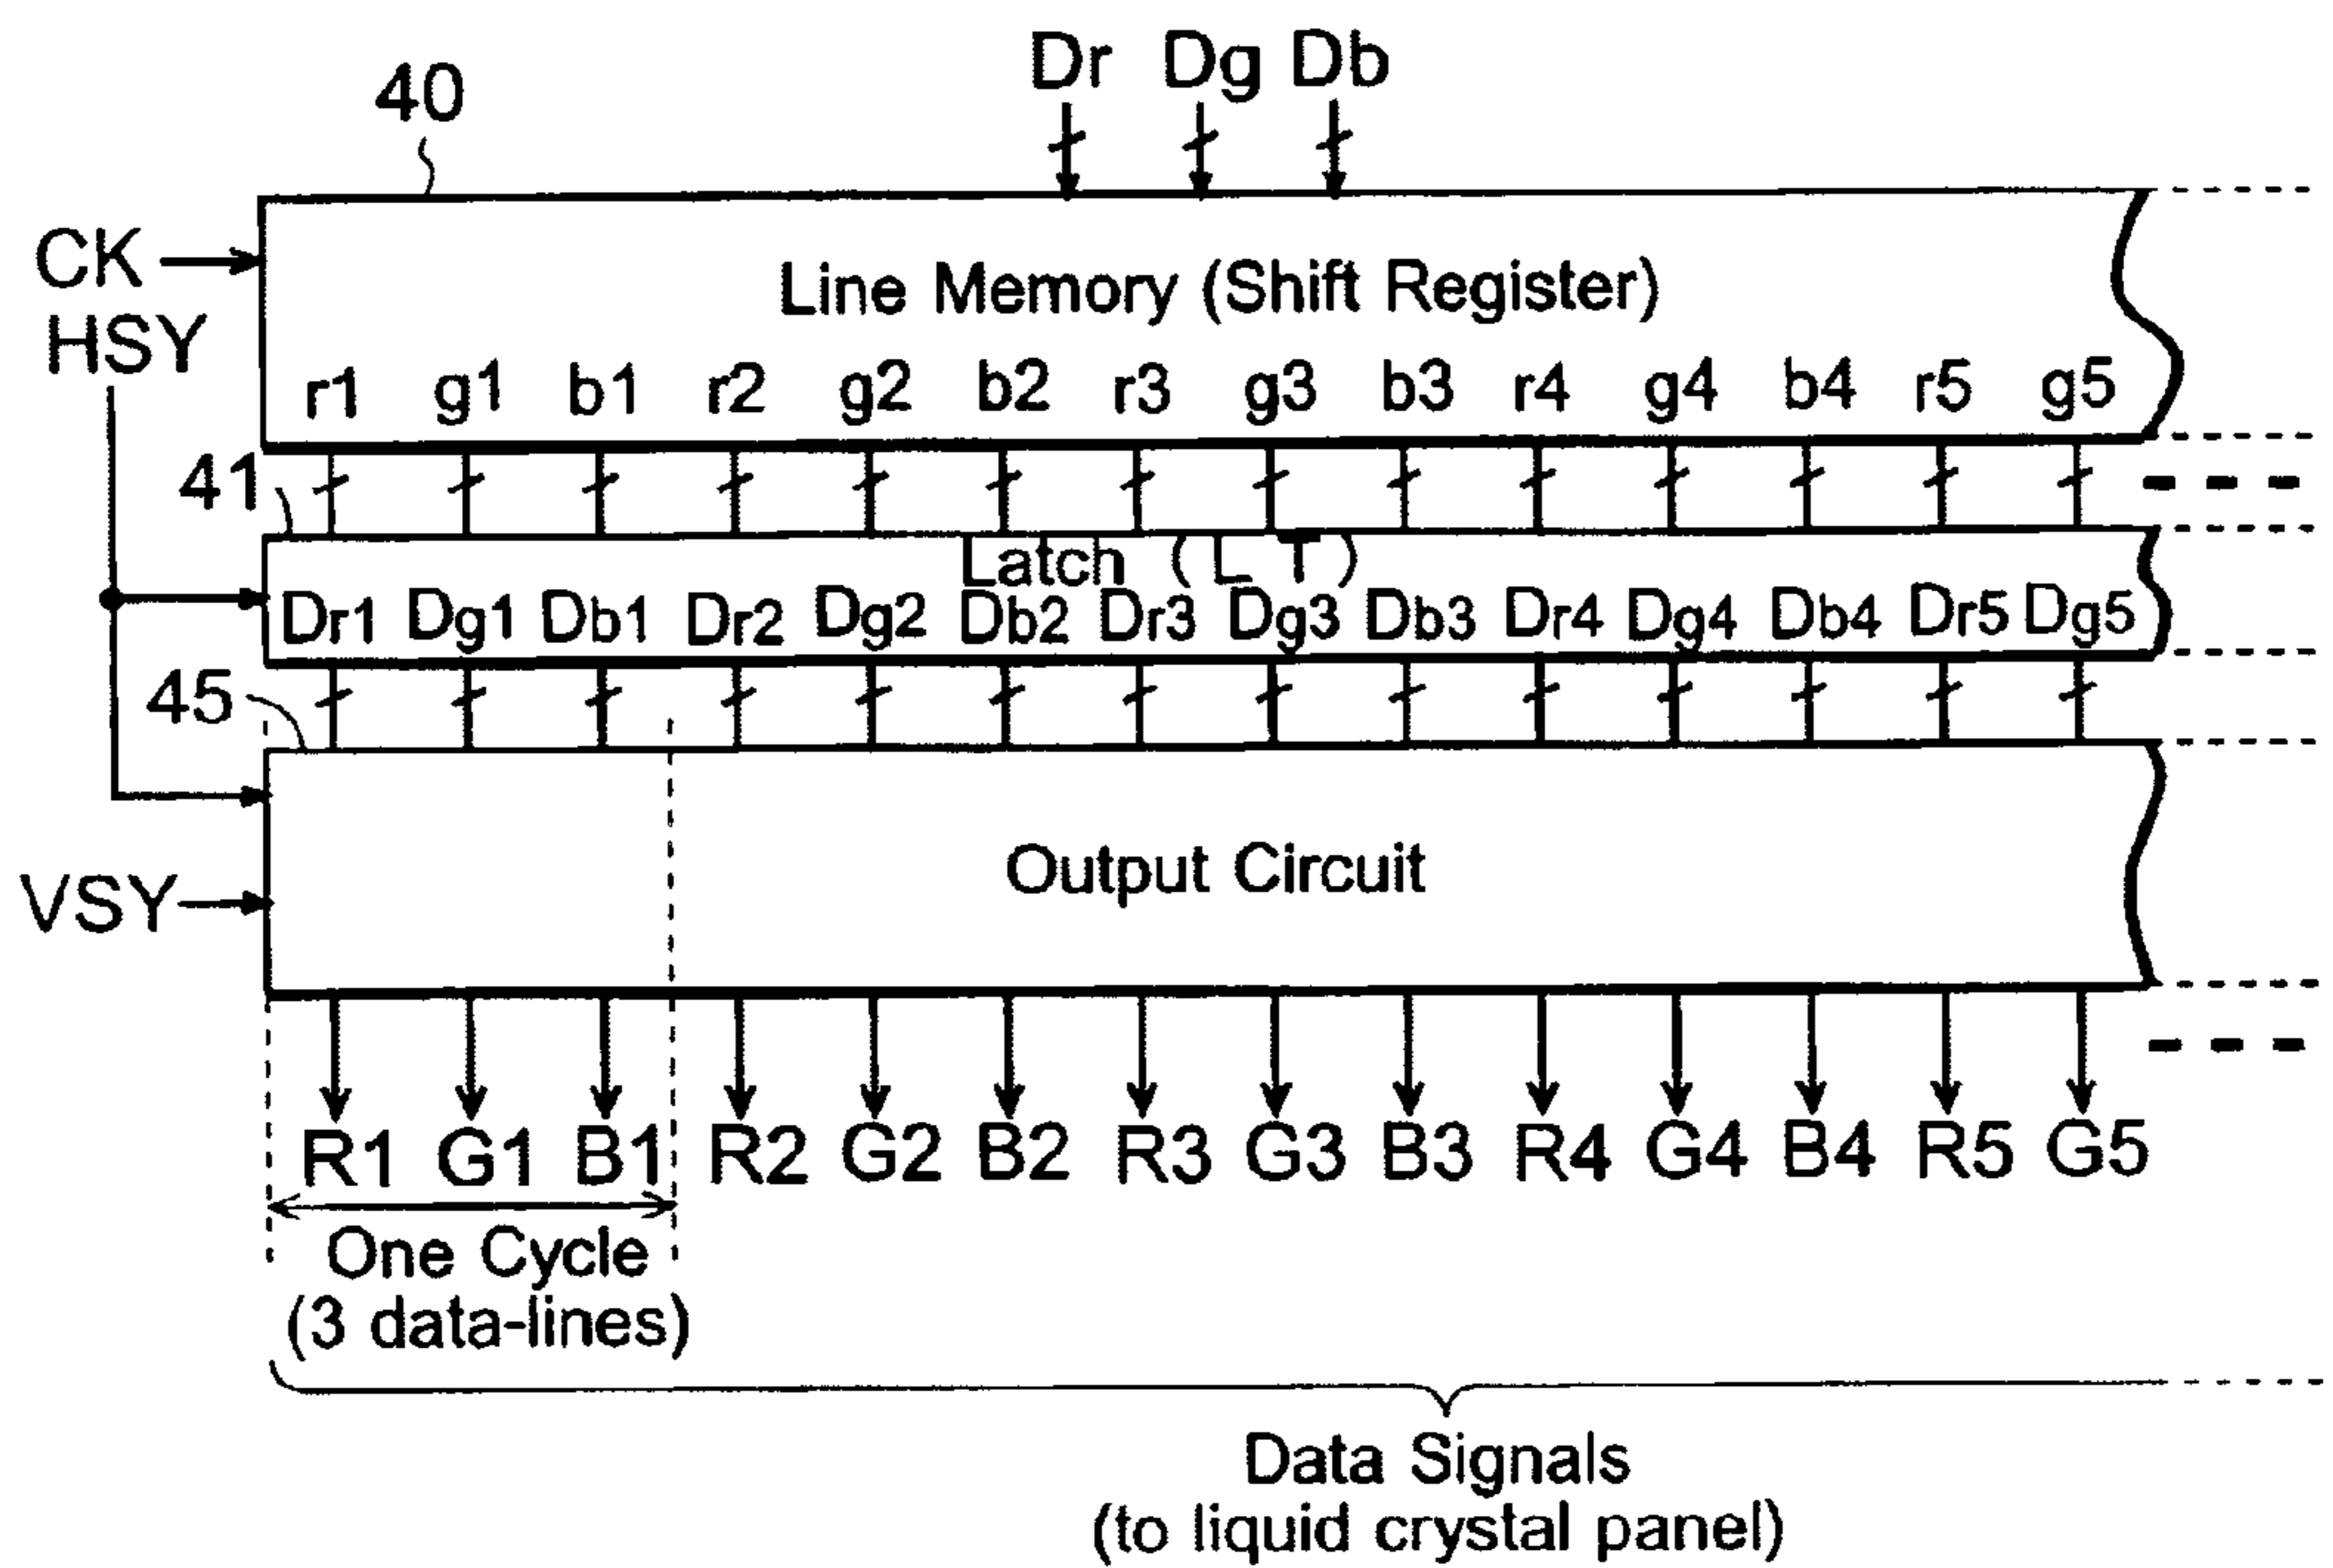 Dr Dg Db
40
CK
Line Memory (Shift Register)
HSY
r1 g1 b1 r2 g2 b2 r3 g3 b3 r4 g4 b4 r5 g5
41
Latch (LT)
Dr1 Dg1 Db1 Dr2 Dg2 Db2 Dr3 Dg3 Db3 Dr4 Dg4 Db4 Dr5 Dg5
45
Output Circuit
VSY
R1 G1 B1 R2 G2 B2 R3 G3 B3 R4 G4 B4 R5 G5
One Cycle
(3 data-lines)
Data Signals
(to liquid crystal panel)